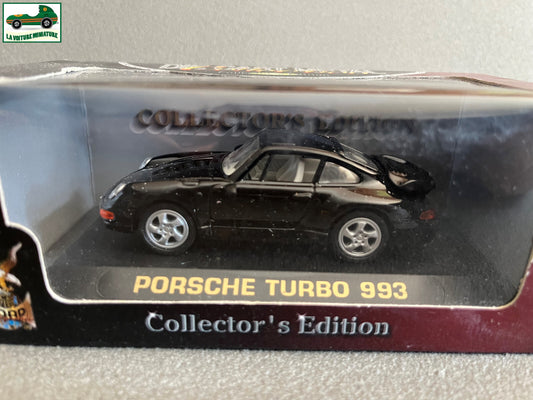 LA VOITURE MINIATURE
COLLECTOR'S EDITION
PORSCHE TURBO 993
Collector's Edition